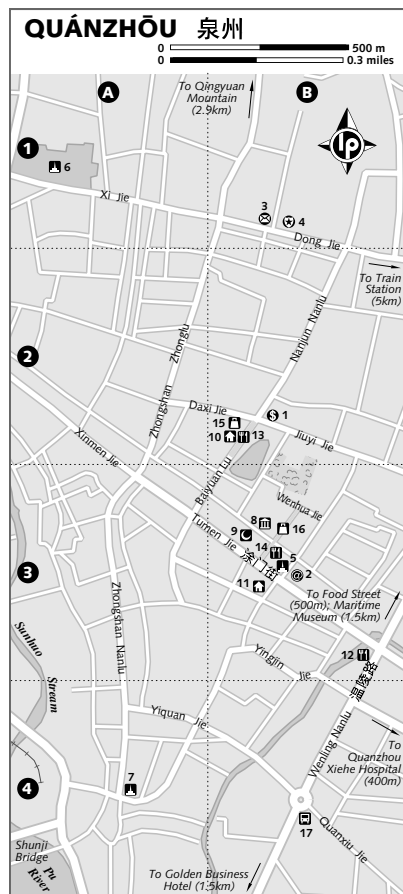 QUÁNZHŌU 泉州
0 500 m
0 0.3 miles
A
B
To Qingyuan
Mountain
(2.9km)
lp
1
6
Xi Jie
3
4
Dong Jie
To Train
Station
(5km)
2
Zhongshan Zhonglu
Nanjun Nanlu
Daxi Jie
1
Jiuyi Jie
15
10
13
Xinmen Jie
Baiyuan Lu
Wenhua Jie
8
16
9
Tumen Jie
涂门街
14
5
2
3
11
To Food Street
(500m); Maritime
Museum (1.5km)
Zhongshan Nanlu
Sunhuo
Stream
Yingjin Jie
12
温陵路
Yiquan Jie
Wenling Nanlu
To
Quanzhou
Xiehe Hospital
(400m)
4
7
17
Quanxiu Jie
Shunji
Bridge
Pu
River
To Golden Business
Hotel (1.5km)